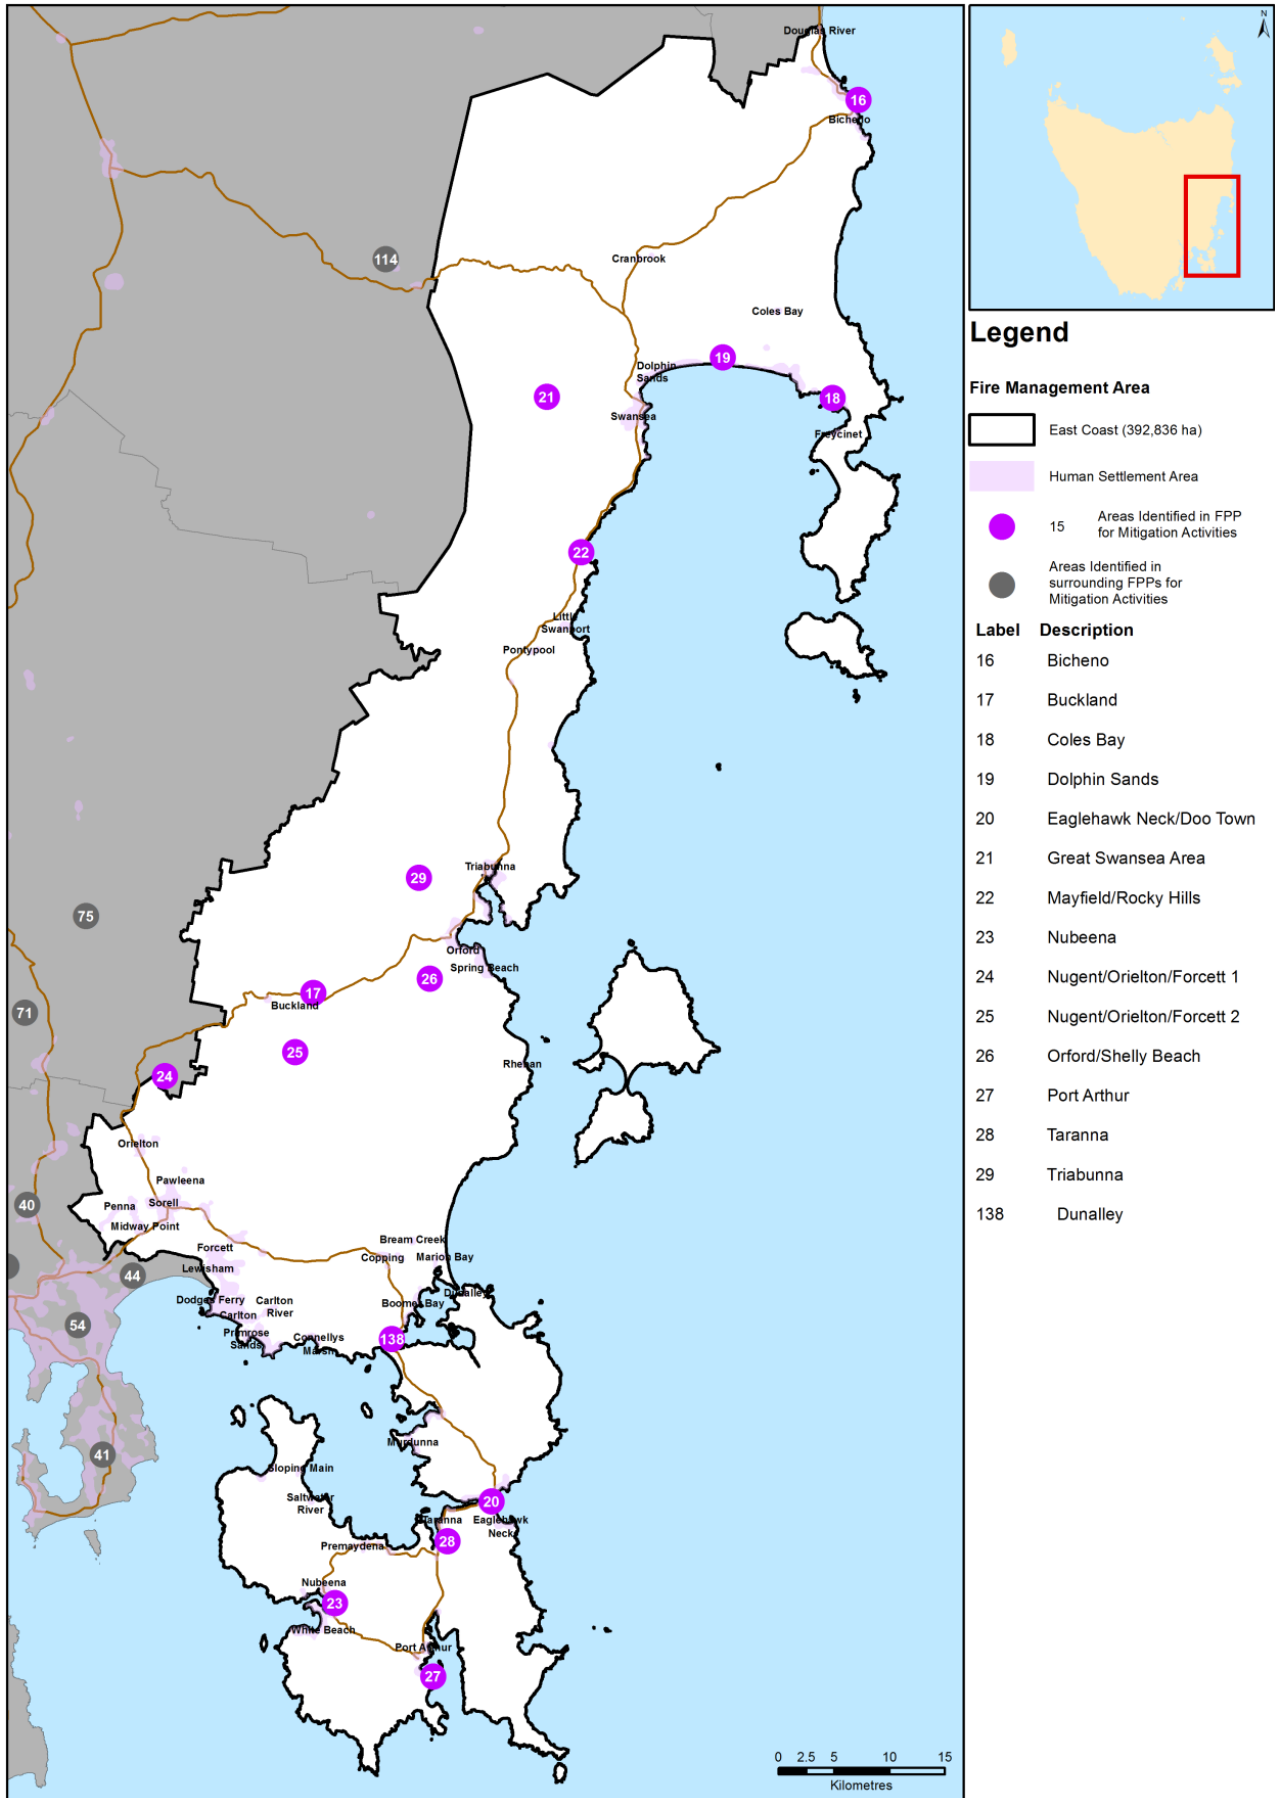 Douglas River
16
Bicheno
114
Cranbrook
Coles Bay
19
Dolphin
Sands
21
18
Swansea
Freycinet
22
Little
Swanport
Pontypool
Triabunna
29
75
Orford
Spring Beach
26
17
Buckland
71
25
Rheban
24
Orielton
Pawleena
40
Penna
Sorell
Midway Point
Bream Creek
Forcett
Copping
Marion Bay
Lewisham
44
Dunalley
Dodges Ferry
Carlton
River
Boomer Bay
Carlton
54
Primrose
Sands
Connellys
Marsh
138
Murdunna
41
Sloping Main
Saltwater
River
20
Taranna
Eaglehawk
Neck
28
Premaydena
Nubeena
23
White Beach
Port Arthur
27
0 2.5 5 10 15
Kilometres
N
Legend
Fire Management Area
East Coast (392,836 ha)
Human Settlement Area
15 Areas Identified in FPP
for Mitigation Activities
Areas Identified in
surrounding FPPs for
Mitigation Activities
Label Description
16 Bicheno
17 Buckland
18 Coles Bay
19 Dolphin Sands
20 Eaglehawk Neck/Doo Town
21 Great Swansea Area
22 Mayfield/Rocky Hills
23 Nubeena
24 Nugent/Orielton/Forcett 1
25 Nugent/Orielton/Forcett 2
26 Orford/Shelly Beach
27 Port Arthur
28 Taranna
29 Triabunna
138 Dunalley